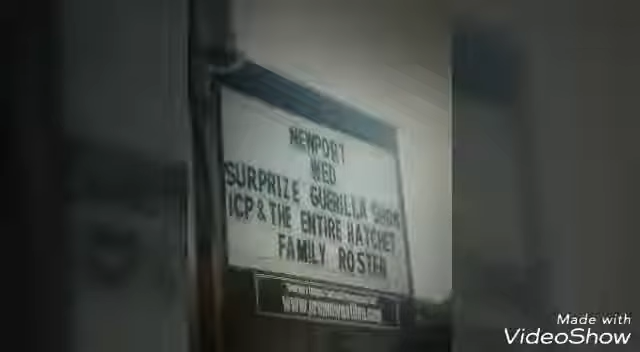 NEWPORT
WED
SURPRIZE GUERILLA SHOW
ICP & THE ENTIRE HATCHET
FAMILY ROSTER
Made with
VideoShow